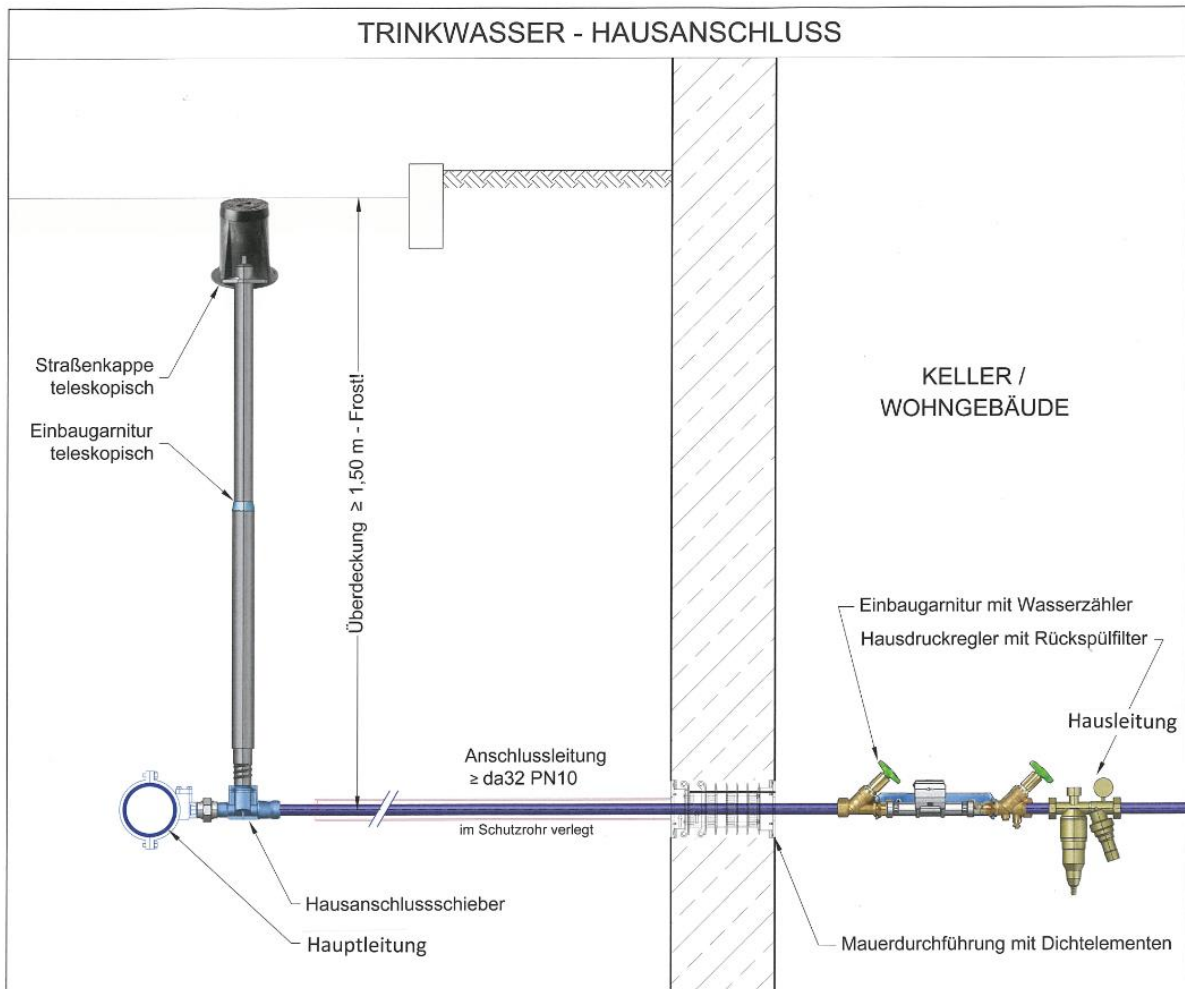 TRINKWASSER - HAUSANSCHLUSS
Straßenkappe
teleskopisch
Einbaugarnitur
teleskopisch
Überdeckung ≥ 1,50 m - Frost!
KELLER /
WOHNGEBÄUDE
Einbaugarnitur mit Wasserzähler
Hausdruckregler mit Rückspülfilter
Hausleitung
Anschlussleitung
≥ da32 PN10
im Schutzrohr verlegt
Hausanschlussschieber
Hauptleitung
Mauerdurchführung mit Dichtelementen